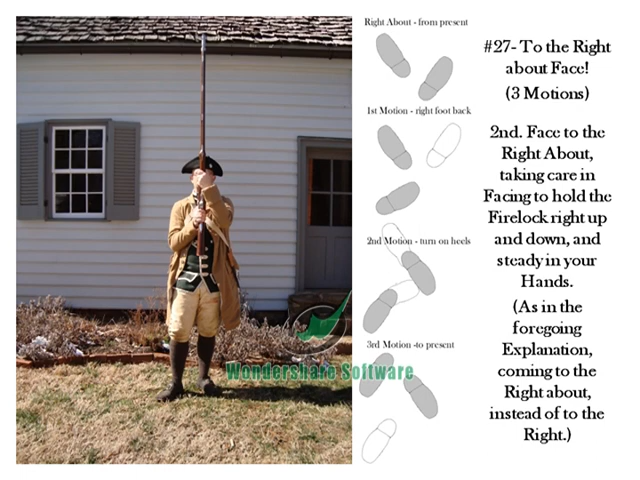 Right About - from present
1st Motion - right foot back
2nd Motion - turn on heels
3rd Motion -to present
Wondershare Software
#27- To the Right
about Face!
(3 Motions)
2nd. Face to the
Right About,
taking care in
Facing to hold the
Firelock right up
and down, and
steady in your
Hands.
(As in the
foregoing
Explanation,
coming to the
Right about,
instead of to the
Right.)